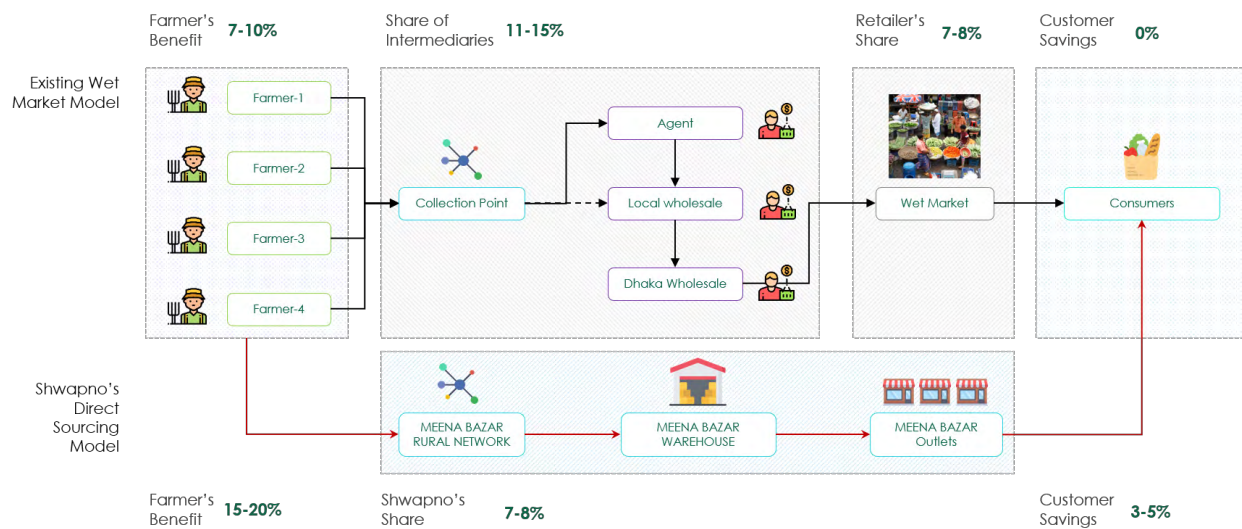 Farmer's
Benefit 7-10%
Share of
Intermediaries 11-15%
Retailer's
Share 7-8%
Customer
Savings 0%
Existing Wet
Market Model
Farmer-1
Farmer-2
Farmer-3
Farmer-4
Collection Point
Agent
Local wholesale
Dhaka Wholesale
Wet Market
Consumers
Shwapno's
Direct
Sourcing
Model
MEENA BAZAR
RURAL NETWORK
MEENA BAZAR
WAREHOUSE
MEENA BAZAR
Outlets
Farmer's
Benefit 15-20%
Shwapno's
Share 7-8%
Customer
Savings 3-5%